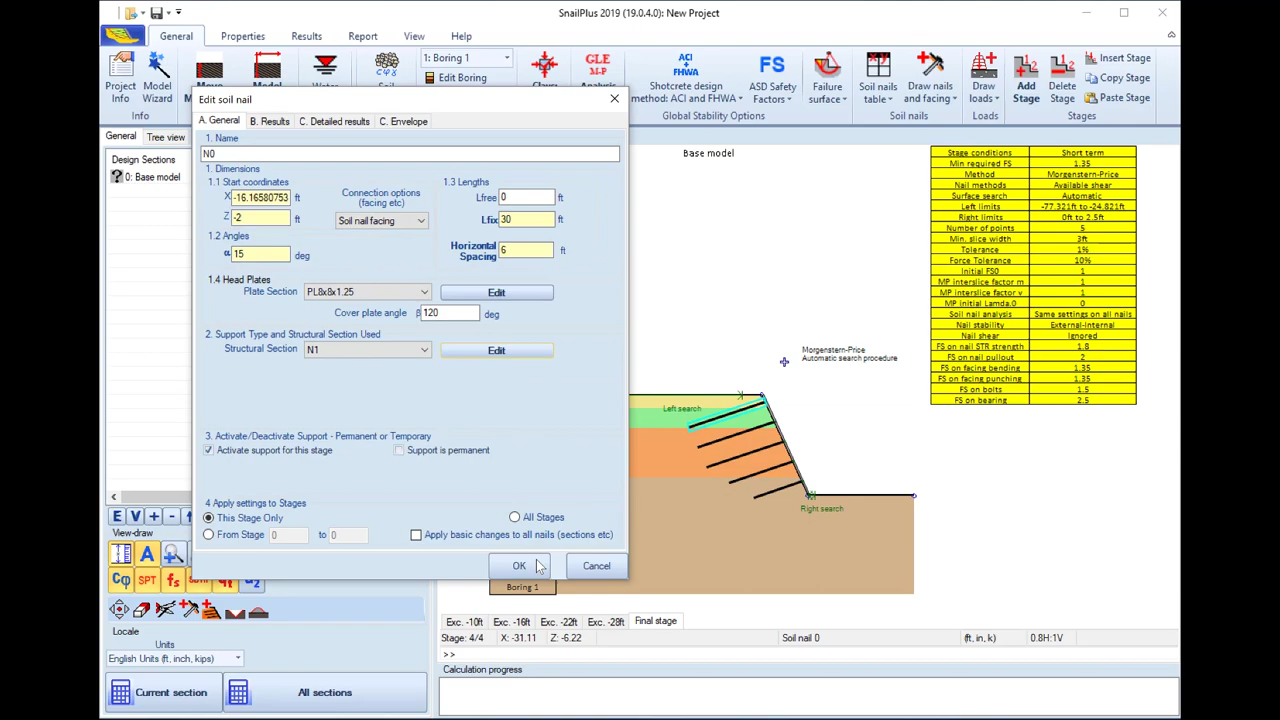 SnailPlus 2019 (19.0.4.0): New Project
General
Properties
Results
Report
View
Help
Project Info
Model Wizard
Info
1: Boring 1
Edit Boring
GLE
M-P
ACI
+
FHWA
Shotcrete design
method: ACI and FHWA
FS
ASD Safety
Factors
Failure
surface
Global Stability Options
Soil nails
table
Draw nails
and facing
Soil nails
Draw
loads
Loads
Add
Stage
Delete
Stage
Insert Stage
Copy Stage
Paste Stage
Stages
General
Tree view
Design Sections
0: Base model
E V + -
View-draw
A
Cφ
SPT
fs
Locale
Units
English Units (ft, inch, kips)
Current section
All sections
Edit soil nail
A. General
B. Results
C. Detailed results
C. Envelope
1. Name
N0
1. Dimensions
1.1 Start coordinates
X -16.16580753 ft
Z -2 ft
Connection options
(facing etc)
Soil nail facing
1.2 Angles
α 15 deg
1.3 Lengths
Lfree 0 ft
Lfix 30 ft
Horizontal
Spacing 6 ft
1.4 Head Plates
Plate Section PL8x8x1.25 Edit
Cover plate angle β 120 deg
2. Support Type and Structural Section Used
Structural Section N1 Edit
3. Activate/Deactivate Support - Permanent or Temporary
Activate support for this stage
Support is permanent
4 Apply settings to Stages
This Stage Only
All Stages
From Stage 0 to 0
Apply basic changes to all nails (sections etc)
OK
Cancel
Base model
Stage conditions Short term
Min required FS 1.35
Method Morgenstern-Price
Nail methods Available shear
Surface search Automatic
Left limits -77.321ft to -24.821ft
Right limits 0ft to 2.5ft
Number of points 5
Min. slice width 3ft
Tolerance 1%
Force Tolerance 10%
Initial FS0 1
MP interslice factor m 1
MP interslice factor v 1
MP initial Lamda.0 0
Soil nail analysis Same settings on all nails
Nail stability External-Internal
Nail shear Ignored
FS on nail STR strength 1.8
FS on nail pullout 2
FS on facing bending 1.35
FS on facing punching 1.35
FS on bolts 1.5
FS on bearing 2.5
Morgenstern-Price
Automatic search procedure
Left search
Right search
Boring 1
Exc. -10ft
Exc. -16ft
Exc. -22ft
Exc. -28ft
Final stage
Stage: 4/4
X: -31.11
Z: -6.22
Soil nail 0
(ft, in, k)
0.8H:1V
>>
Calculation progress